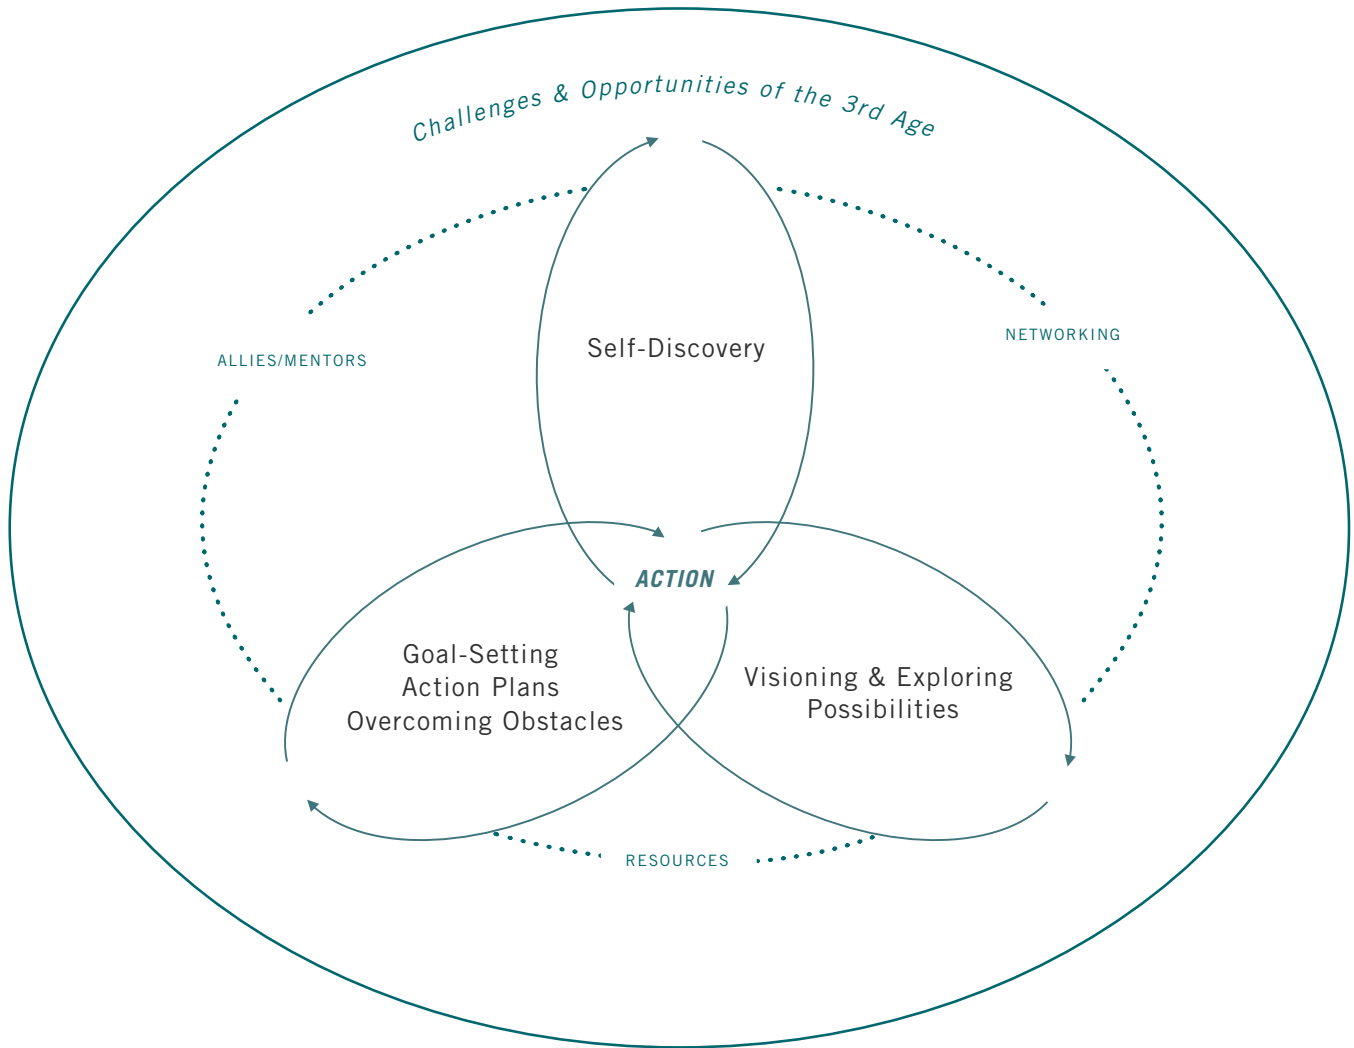 Challenges & Opportunities of the 3rd Age
NETWORKING
ALLIES/MENTORS
Self-Discovery
ACTION
Goal-Setting
Action Plans
Overcoming Obstacles
Visioning & Exploring
Possibilities
RESOURCES